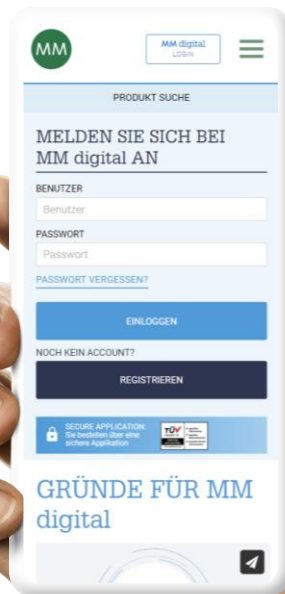 MM
MM digital
LOGIN
PRODUKT SUCHE
MELDEN SIE SICH BEI
MM digital AN
BENUTZER
Benutzer
PASSWORT
Passwort
PASSWORT VERGESSEN?
EINLOGGEN
NOCH KEIN ACCOUNT?
REGISTRIEREN
SECURE APPLICATION:
Sie bestellen über eine
sichere Applikation
TÜV
GRÜNDE FÜR MM
digital